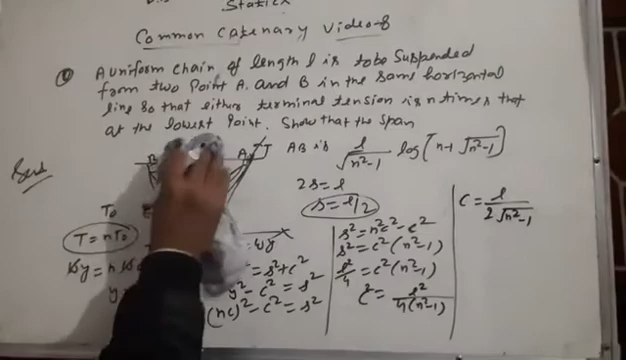 Statics
Common Catenary Video-8
A uniform chain of length l is to be suspended
from two point A and B in the same horizontal
line so that either terminal tension is n times that
at the lowest point. Show that the span
AB is l/√(n²-1) log[n+√(n²-1)]
B A T
2s = l
s = l/2
T0
T = nT0
= s²+c²
y²-c² = s²
(nc)²-c² = s²
s² = n²c²-c²
s² = c²(n²-1)
l²/4 = c²(n²-1)
c² = l²/4(n²-1)
c = l/2√(n²-1)